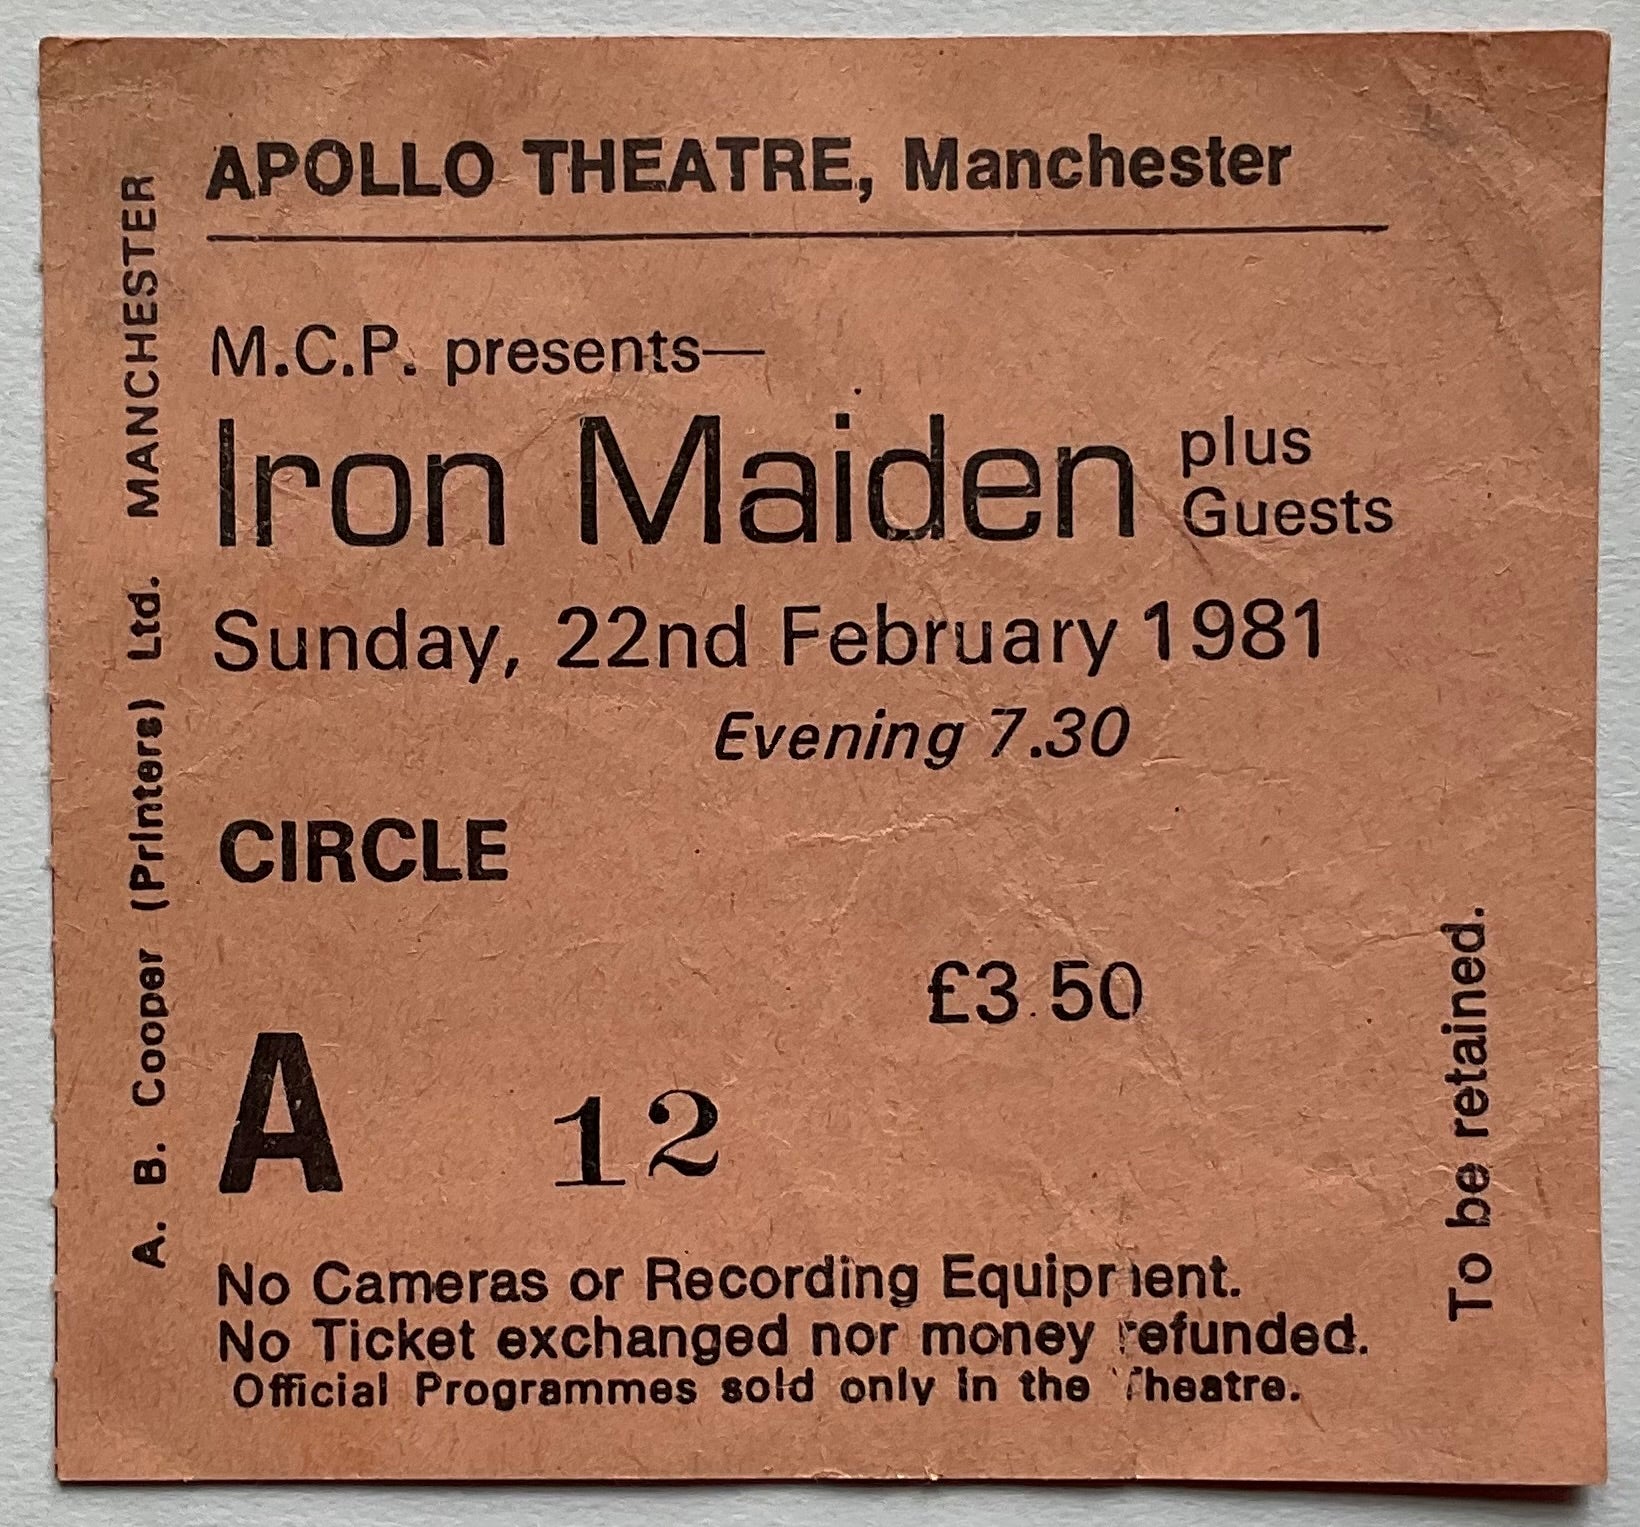 APOLLO THEATRE, Manchester
M.C.P. presents—
Iron Maiden plus Guests
Sunday, 22nd February 1981
Evening 7.30
CIRCLE
£3.50
A 12
No Cameras or Recording Equipment.
No Ticket exchanged nor money refunded.
Official Programmes sold only in the Theatre.
A. B. Cooper (Printers) Ltd. MANCHESTER
To be retained.